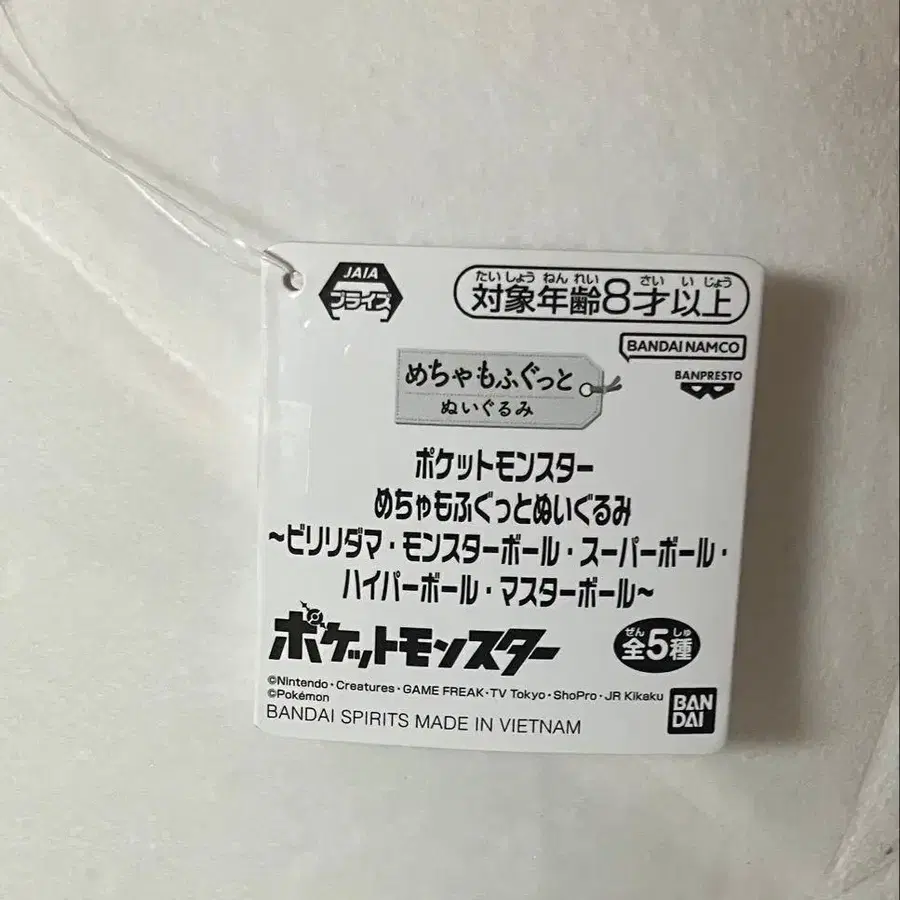 JAIA
プライズ
たいしょうねんれい さいいじょう
対象年齢8才以上
BANDAI NAMCO
BANPRESTO
めちゃもふぐっと
ぬいぐるみ
ポケットモンスター
めちゃもふぐっとぬいぐるみ
~ビリリダマ・モンスターボール・スーパーボール・
ハイパーボール・マスターボール~
ポケットモンスター
ぜん しゅ
全5種
©Nintendo・Creatures・GAME FREAK・TV Tokyo・ShoPro・JR Kikaku
©Pokémon
BANDAI SPIRITS MADE IN VIETNAM
BAN
DAI